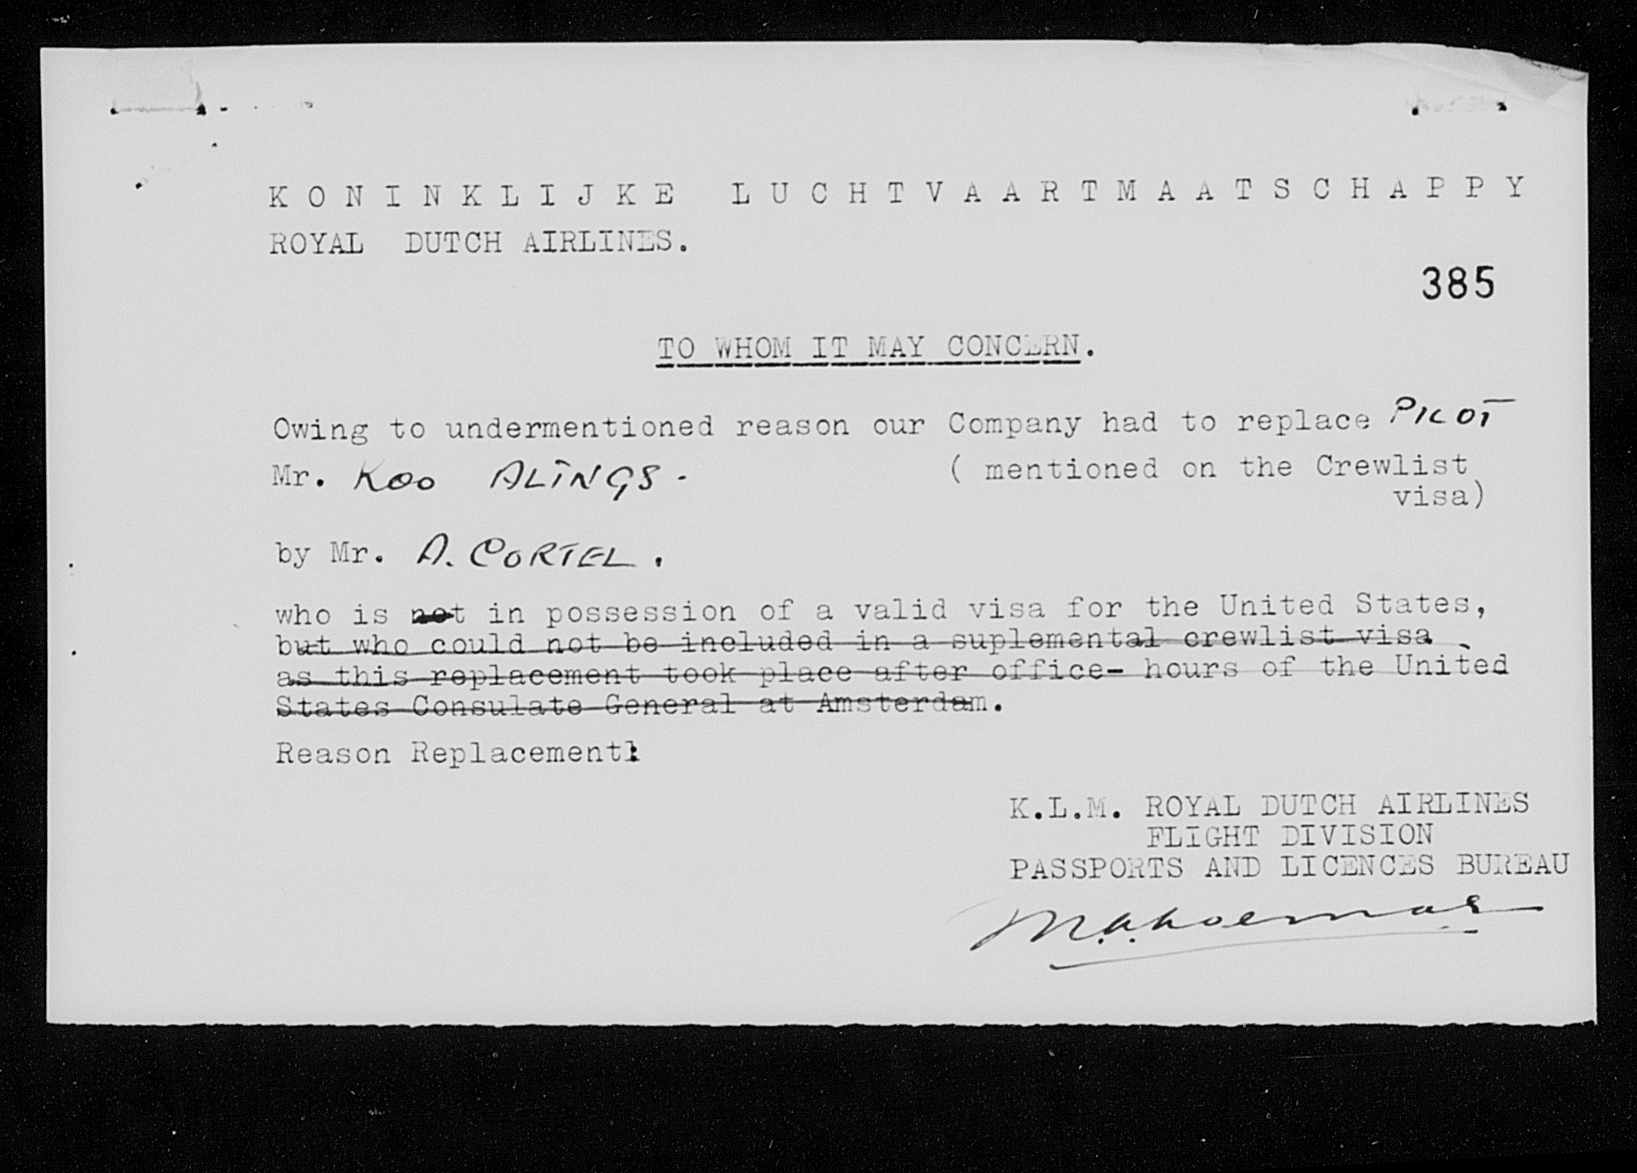 KONINKLIJKE LUCHTVAARTMAATSCHAPPY
ROYAL DUTCH AIRLINES.
385
TO WHOM IT MAY CONCERN.
Owing to undermentioned reason our Company had to replace PILOT
Mr. KOO ALINGS. ( mentioned on the Crewlist
visa)
by Mr. A. CORTEL.
who is not in possession of a valid visa for the United States,
but who could not be included in a suplemental crewlist visa
as this replacement took place after office- hours of the United
States Consulate General at Amsterdam.
Reason Replacement:
K.L.M. ROYAL DUTCH AIRLINES
FLIGHT DIVISION
PASSPORTS AND LICENCES BUREAU